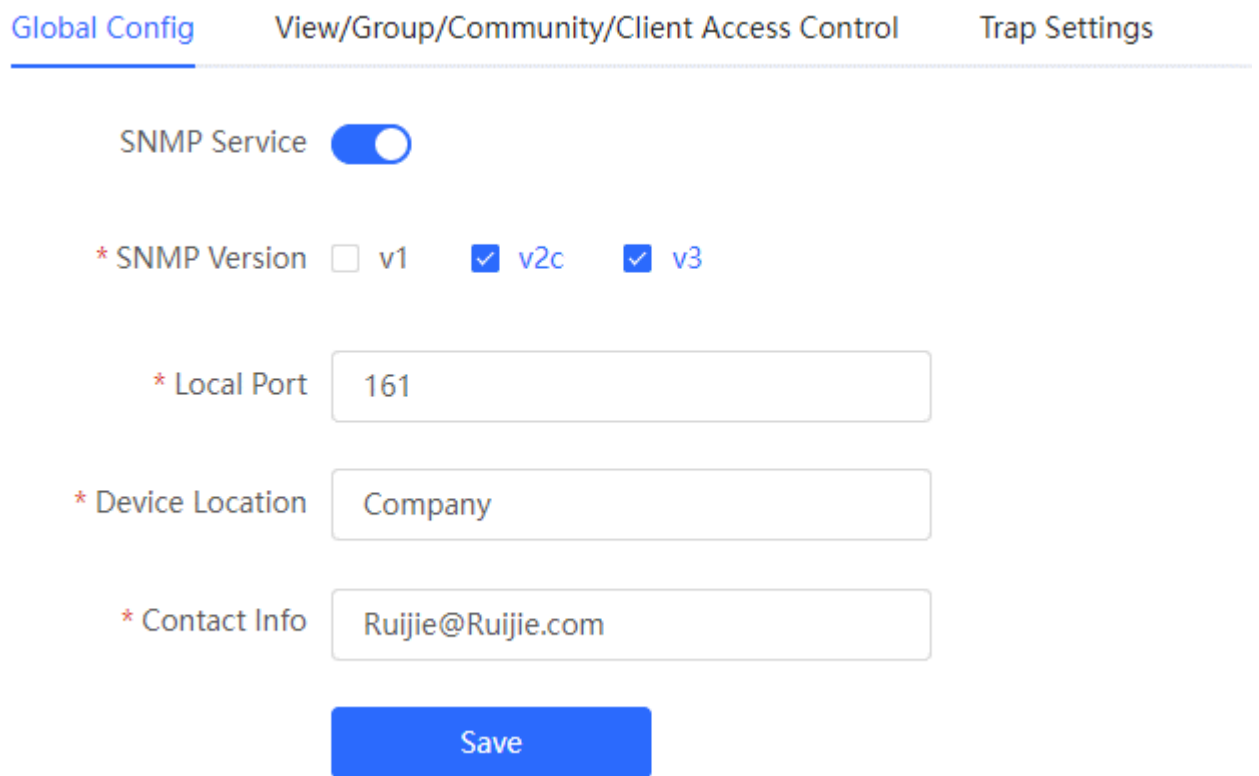 Global Config View/Group/Community/Client Access Control Trap Settings
SNMP Service
* SNMP Version v1 v2c v3
* Local Port 161
* Device Location Company
* Contact Info Ruijie@Ruijie.com
Save